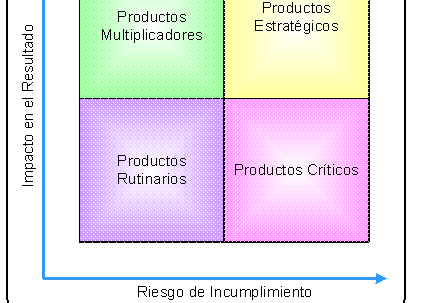 Productos
Multiplicadores
Productos
Estratégicos
Impacto en el Resultado
Productos
Rutinarios
Productos Críticos
Riesgo de Incumplimiento